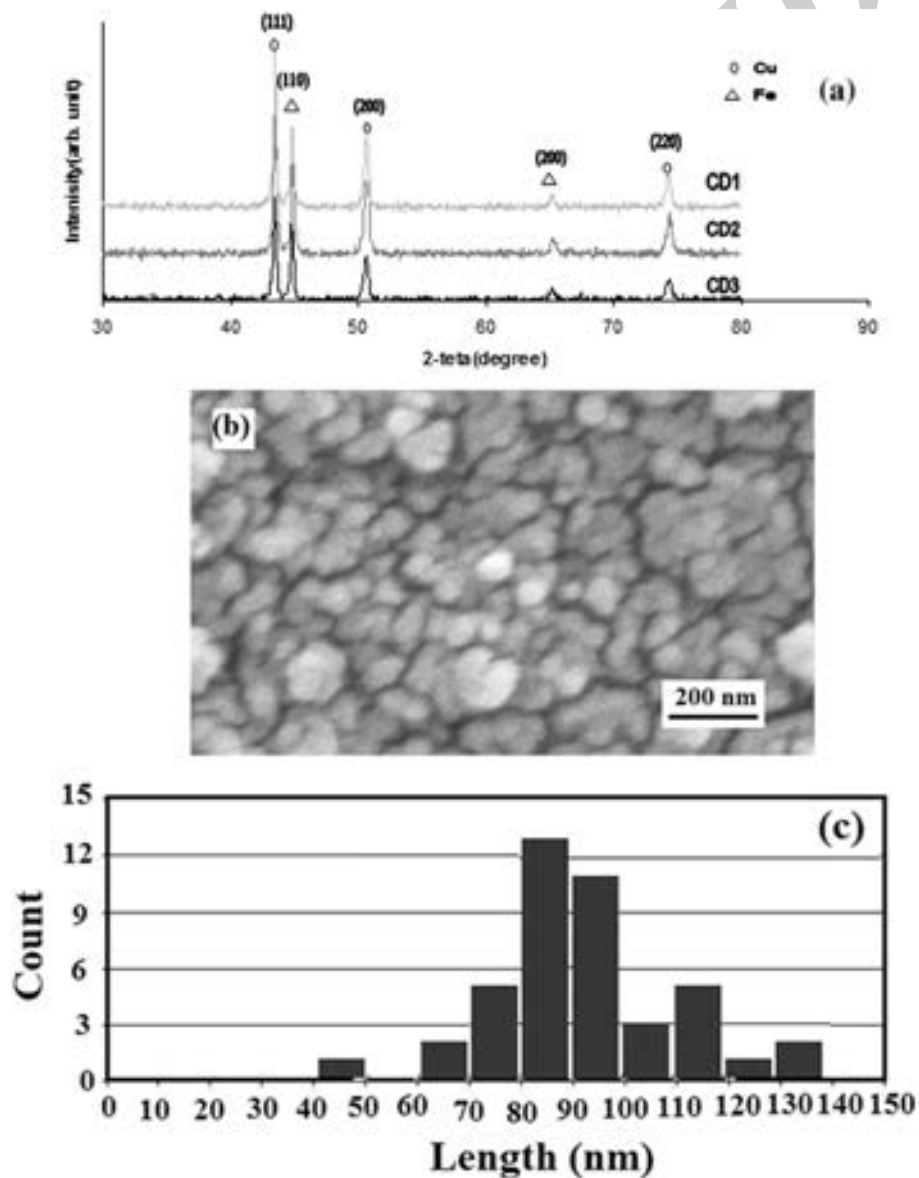 (111)
(110)
(200)
(200)
(220)
○ Cu
△ Fe
(a)
CD1
CD2
CD3
Intenisity(arb. unit)
30 40 50 60 70 80 90
2-teta(degree)
(b)
200 nm
(c)
15
12
9
6
3
0
Count
0 10 20 30 40 50 60 70 80 90 100 110 120 130 140 150
Length (nm)